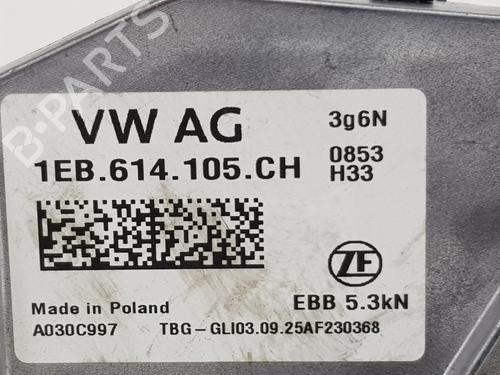 B-PARTS
VW AG
3g6N
1EB.614.105.CH
0853
H33
ZF
Made in Poland
EBB 5.3kN
A030C997
TBG-GLI03.09.25AF230368